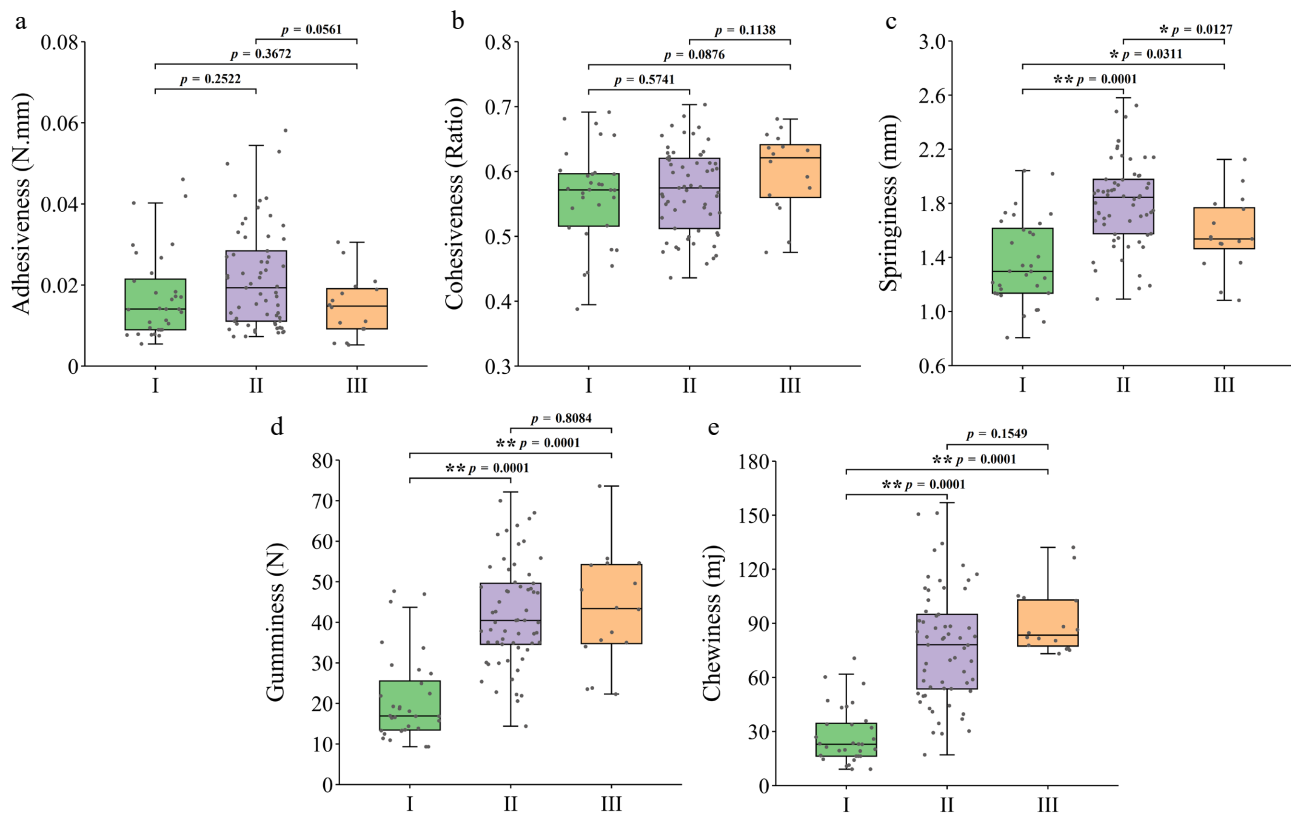 a
p = 0.0561
p = 0.3672
p = 0.2522
Adhesiveness (N.mm)
0.08
0.06
0.04
0.02
0
I II III
b
p = 0.1138
p = 0.0876
p = 0.5741
Cohesiveness (Ratio)
0.8
0.7
0.6
0.5
0.4
0.3
I II III
c
* p = 0.0127
* p = 0.0311
** p = 0.0001
Springiness (mm)
3.0
2.6
2.2
1.8
1.4
1.0
0.6
I II III
d
p = 0.8084
** p = 0.0001
** p = 0.0001
Gumminess (N)
80
70
60
50
40
30
20
10
0
I II III
e
p = 0.1549
** p = 0.0001
** p = 0.0001
Chewiness (mj)
180
150
120
90
60
30
0
I II III